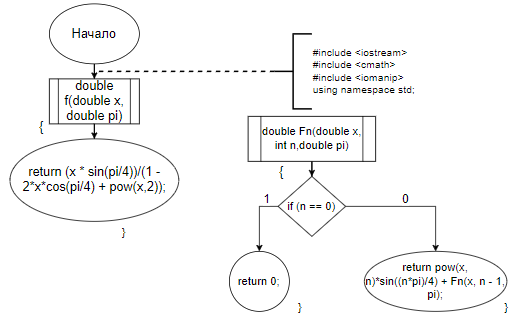 Начало
#include <iostream>
#include <cmath>
#include <iomanip>
using namespace std;
double
f(double x,
double pi)
{
return (x * sin(pi/4))/(1 -
2*x*cos(pi/4) + pow(x,2));
}
double Fn(double x,
int n,double pi)
{
if (n == 0)
1
0
return 0;
}
return pow(x,
n)*sin((n*pi)/4) + Fn(x, n - 1,
pi);
}